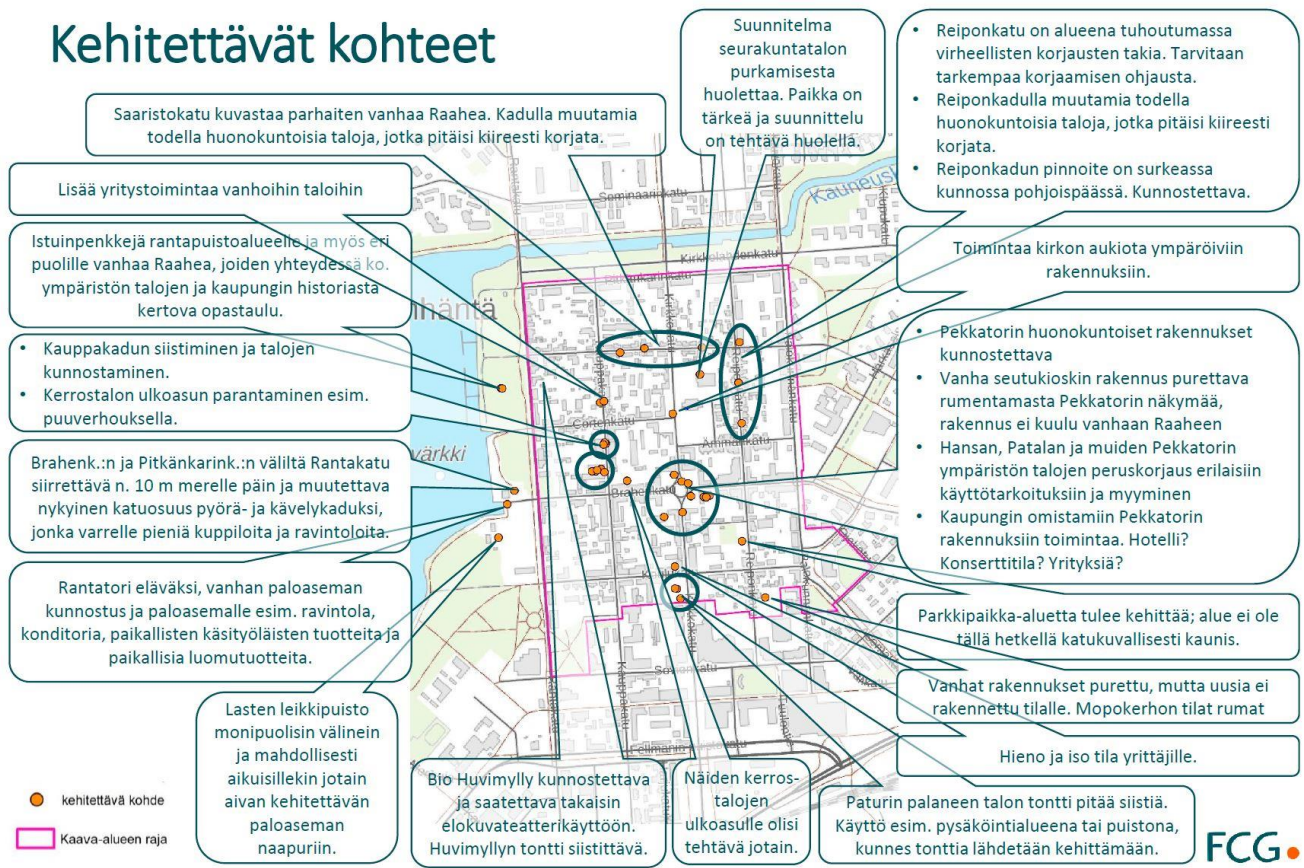 Kehitettävät kohteet
Saaristokatu kuvastaa parhaiten vanhaa Raahea. Kadulla muutamia
todella huonokuntoisia taloja, jotka pitäisi kiireesti korjata.
Suunnitelma
seurakuntatalon
purkamisesta
huolettaa. Paikka on
tärkeä ja suunnittelu
on tehtävä huolella.
• Reiponkatu on alueena tuhoutumassa
virheellisten korjausten takia. Tarvitaan
tarkempaa korjaamisen ohjausta.
• Reiponkadulla muutamia todella
huonokuntoisia taloja, jotka pitäisi kiireesti
korjata.
• Reiponkadun pinnoite on surkeassa
kunnossa pohjoispäässä. Kunnostettava.
Lisää yritystoimintaa vanhoihin taloihin
Istuinpenkkejä rantapuistoalueelle ja myös eri
puolille vanhaa Raahea, joiden yhteydessä ko.
ympäristön talojen ja kaupungin historiasta
kertova opastaulu.
Toimintaa kirkon aukiota ympäröiviin
rakennuksiin.
• Kauppakadun siistiminen ja talojen
kunnostaminen.
• Kerrostalon ulkoasun parantaminen esim.
puuverhouksella.
• Pekkatorin huonokuntoiset rakennukset
kunnostettava
• Vanha seutukioskin rakennus purettava
rumentamasta Pekkatorin näkymää,
rakennus ei kuulu vanhaan Raaheen
• Hansan, Patalan ja muiden Pekkatorin
ympäristön talojen peruskorjaus erilaisiin
käyttötarkoituksiin ja myyminen
• Kaupungin omistamiin Pekkatorin
rakennuksiin toimintaa. Hotelli?
Konserttitila? Yrityksiä?
Brahenk.:n ja Pitkänkarink.:n väliltä Rantakatu
siirrettävä n. 10 m merelle päin ja muutettava
nykyinen katuosuus pyörä- ja kävelykaduksi,
jonka varrelle pieniä kuppiloita ja ravintoloita.
Rantatori eläväksi, vanhan paloaseman
kunnostus ja paloasemalle esim. ravintola,
konditoria, paikallisten käsityöläisten tuotteita ja
paikallisia luomutuotteita.
Parkkipaikka-aluetta tulee kehittää; alue ei ole
tällä hetkellä katukuvallisesti kaunis.
Vanhat rakennukset purettu, mutta uusia ei
rakennettu tilalle. Mopokerhon tilat rumat
Hieno ja iso tila yrittäjille.
Lasten leikkipuisto
monipuolisin välinein
ja mahdollisesti
aikuisillekin jotain
aivan kehitettävän
paloaseman
naapuriin.
Bio Huvimylly kunnostettava
ja saatettava takaisin
elokuvateatterikäyttöön.
Huvimyllyn tontti siistittävä.
Näiden kerros-
talojen
ulkoasulle olisi
tehtävä jotain.
Paturin palaneen talon tontti pitää siistiä.
Käyttö esim. pysäköintialueena tai puistona,
kunnes tonttia lähdetään kehittämään.
kehitettävä kohde
Kaava-alueen raja
FCG
Seminaarinkatu
Kirkkolahdenkatu
Cortenkatu
Ämmänkatu
Brahenkatu
Kauppakatu